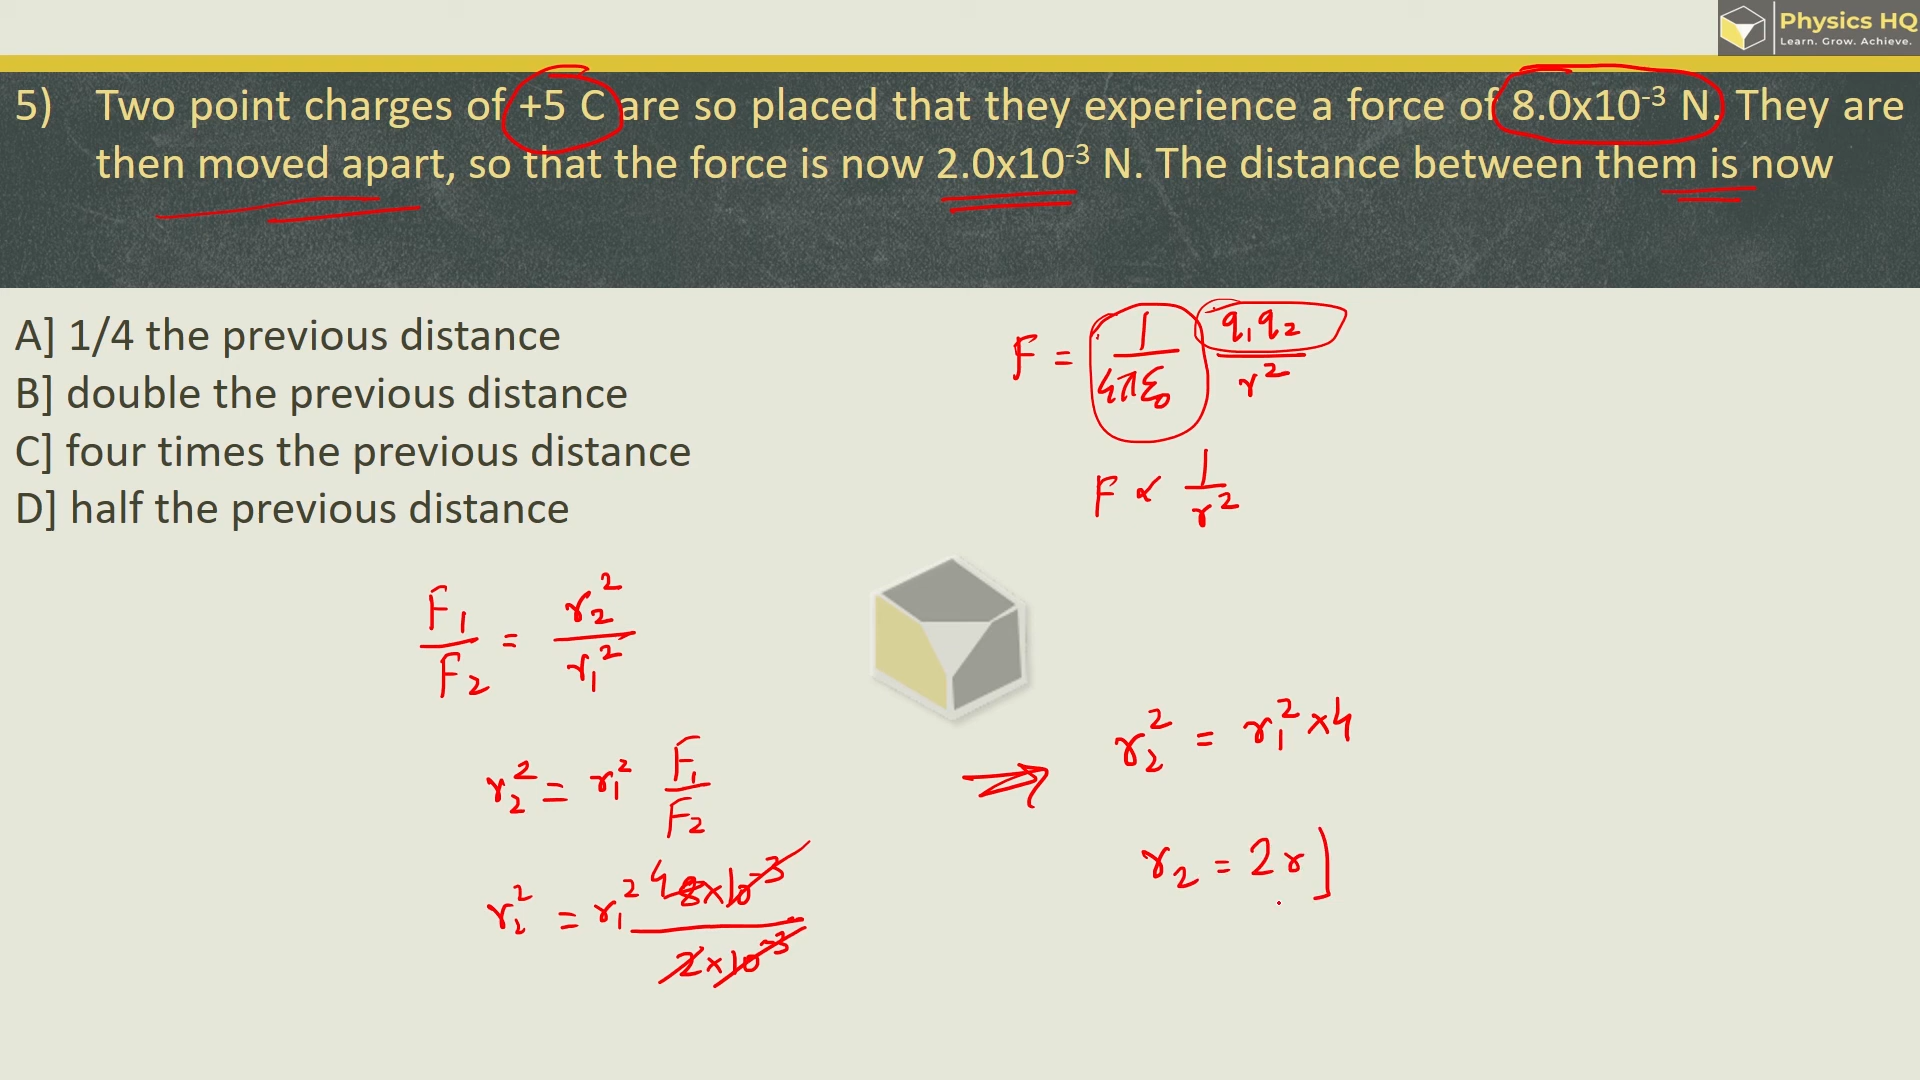 Physics HQ
Learn. Grow. Achieve.
5) Two point charges of +5 C are so placed that they experience a force of 8.0x10⁻³ N. They are
then moved apart, so that the force is now 2.0x10⁻³ N. The distance between them is now
A] 1/4 the previous distance
B] double the previous distance
C] four times the previous distance
D] half the previous distance
F = 1/4πε₀ q₁q₂/r²
F ∝ 1/r²
F₁/F₂ = r₂²/r₁²
r₂² = r₁² F₁/F₂
r₂² = r₁² 4 8x10⁻³/2x10⁻³
⇒ r₂² = r₁² x 4
r₂ = 2r]